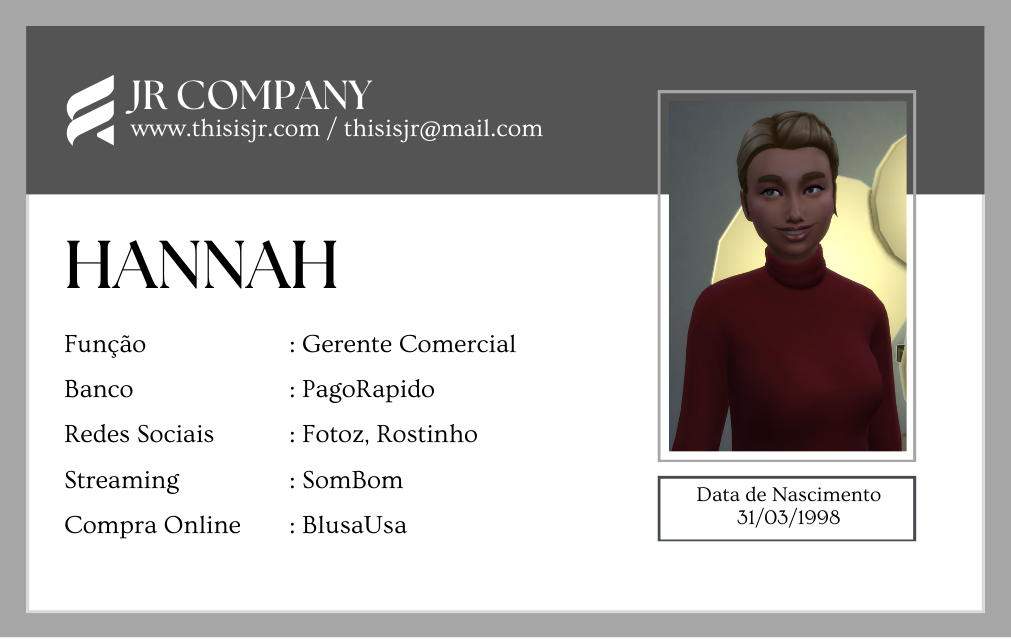 JR COMPANY
www.thisisjr.com / thisisjr@mail.com
HANNAH
Função : Gerente Comercial
Banco : PagoRapido
Redes Sociais : Fotoz, Rostinho
Streaming : SomBom
Compra Online : BlusaUsa
Data de Nascimento
31/03/1998